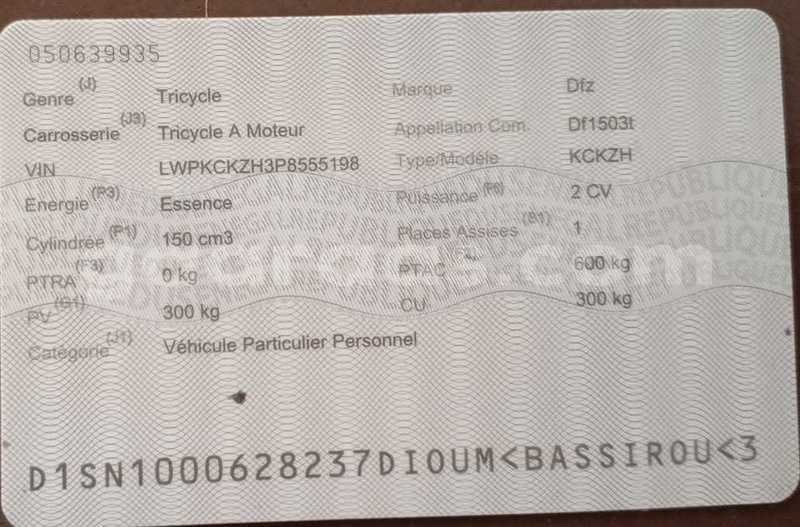 050639935
Genre (J) Tricycle Marque Dfz
Carrosserie (J3) Tricycle A Moteur Appellation Com. Df1503t
VIN LWPKCKZH3P8555198 Type/Modèle KCKZH
Energie (P3) Essence Puissance (P6) 2 CV
Cylindrée (P1) 150 cm3 Places Assises (S1) 1
PTRA (F3) 0 kg PTAC 600 kg
PV (G1) 300 kg CU 300 kg
Catégorie (J1) Véhicule Particulier Personnel
D1SN1000628237DIOUM<BASSIROU<3